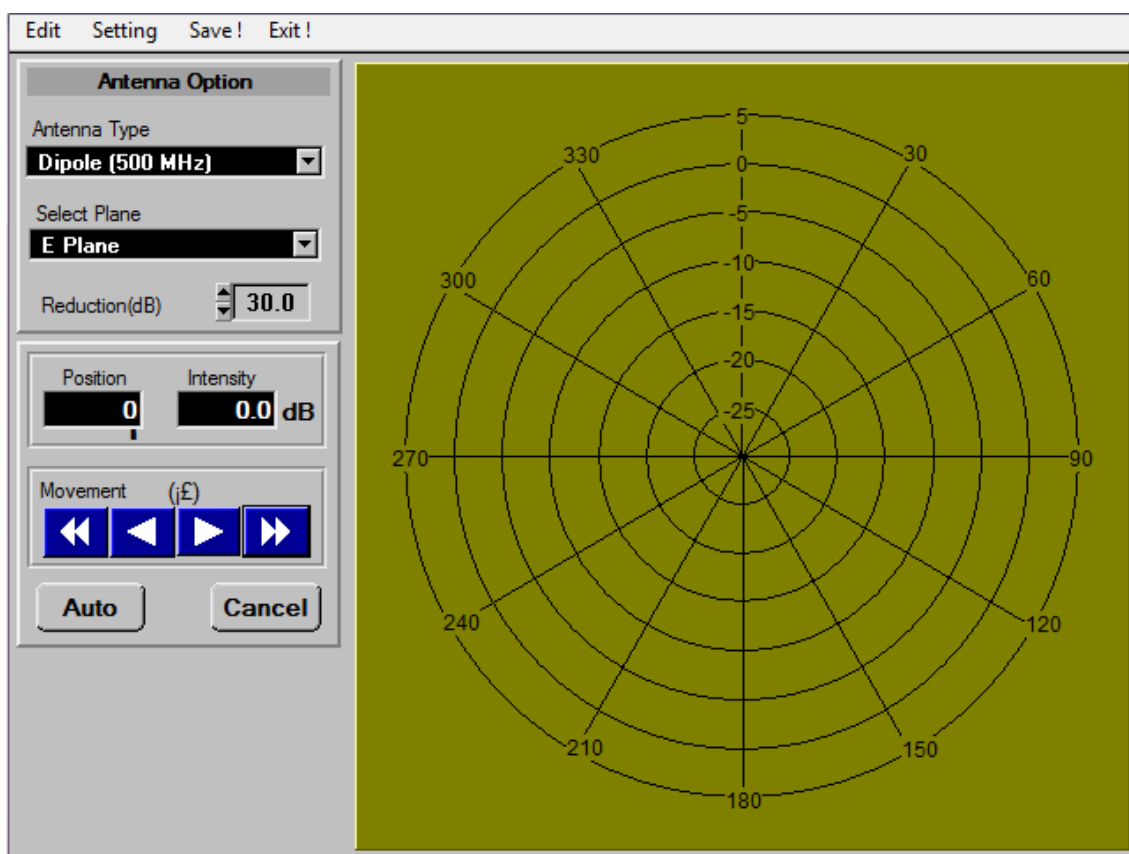 Edit Setting Save! Exit!
Antenna Option
Antenna Type
Dipole (500 MHz)
Select Plane
E Plane
Reduction(dB) 30.0
Position Intensity
0 0.0 dB
Movement (¡£)
Auto Cancel
5
330 30
0
-5
-10
300 60
-15
-20
-25
270 90
240 120
210 150
180